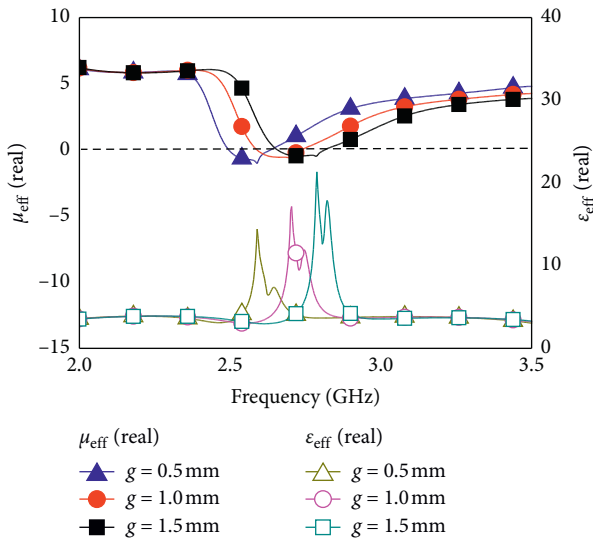 10
5
0
−5
−10
−15
μeff (real)
40
30
20
10
0
εeff (real)
2.0 2.5 3.0 3.5
Frequency (GHz)
μeff (real) εeff (real)
g = 0.5 mm g = 0.5 mm
g = 1.0 mm g = 1.0 mm
g = 1.5 mm g = 1.5 mm